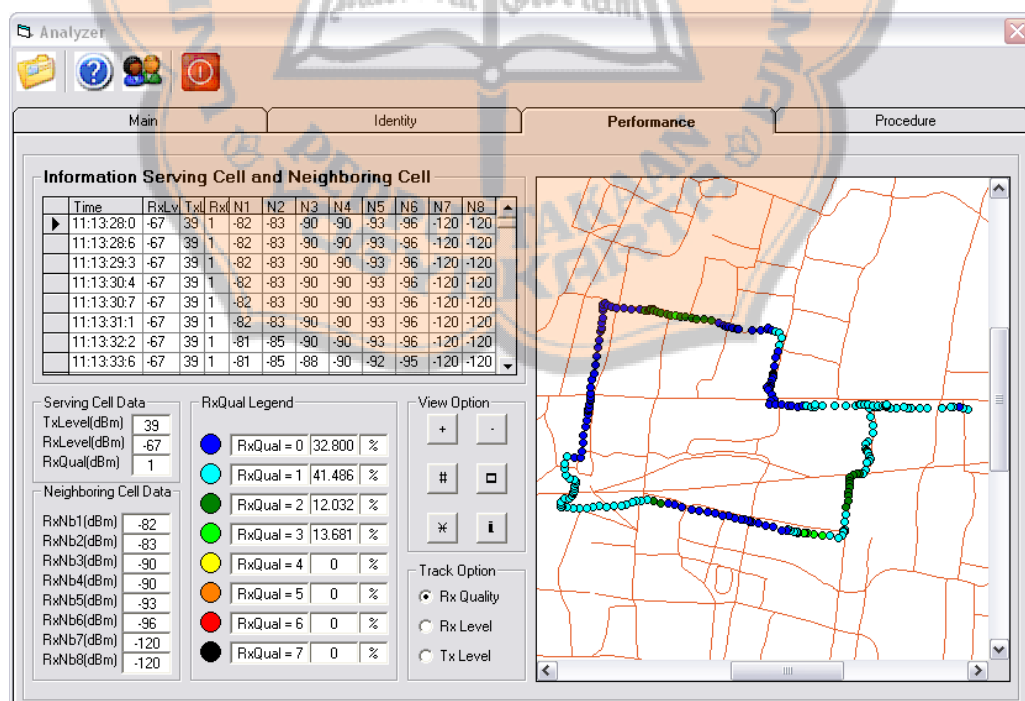 Analyzer
Main Identity Performance Procedure
Information Serving Cell and Neighboring Cell
Time RxLv TxL Rx( N1 N2 N3 N4 N5 N6 N7 N8
11:13:28:0 -67 39 1 -82 -83 -90 -90 -93 -96 -120 -120
11:13:28:6 -67 39 1 -82 -83 -90 -90 -93 -96 -120 -120
11:13:29:3 -67 39 1 -82 -83 -90 -90 -93 -96 -120 -120
11:13:30:4 -67 39 1 -82 -83 -90 -90 -93 -96 -120 -120
11:13:30:7 -67 39 1 -82 -83 -90 -90 -93 -96 -120 -120
11:13:31:1 -67 39 1 -82 -83 -90 -90 -93 -96 -120 -120
11:13:32:2 -67 39 1 -81 -85 -90 -90 -93 -96 -120 -120
11:13:33:6 -67 39 1 -81 -85 -88 -90 -92 -95 -120 -120
Serving Cell Data
TxLevel(dBm) 39
RxLevel(dBm) -67
RxQual(dBm) 1
Neighboring Cell Data
RxNb1(dBm) -82
RxNb2(dBm) -83
RxNb3(dBm) -90
RxNb4(dBm) -90
RxNb5(dBm) -93
RxNb6(dBm) -96
RxNb7(dBm) -120
RxNb8(dBm) -120
RxQual Legend
RxQual = 0 32.800 %
RxQual = 1 41.486 %
RxQual = 2 12.032 %
RxQual = 3 13.681 %
RxQual = 4 0 %
RxQual = 5 0 %
RxQual = 6 0 %
RxQual = 7 0 %
View Option
+ -
#
i
Track Option
Rx Quality
Rx Level
Tx Level